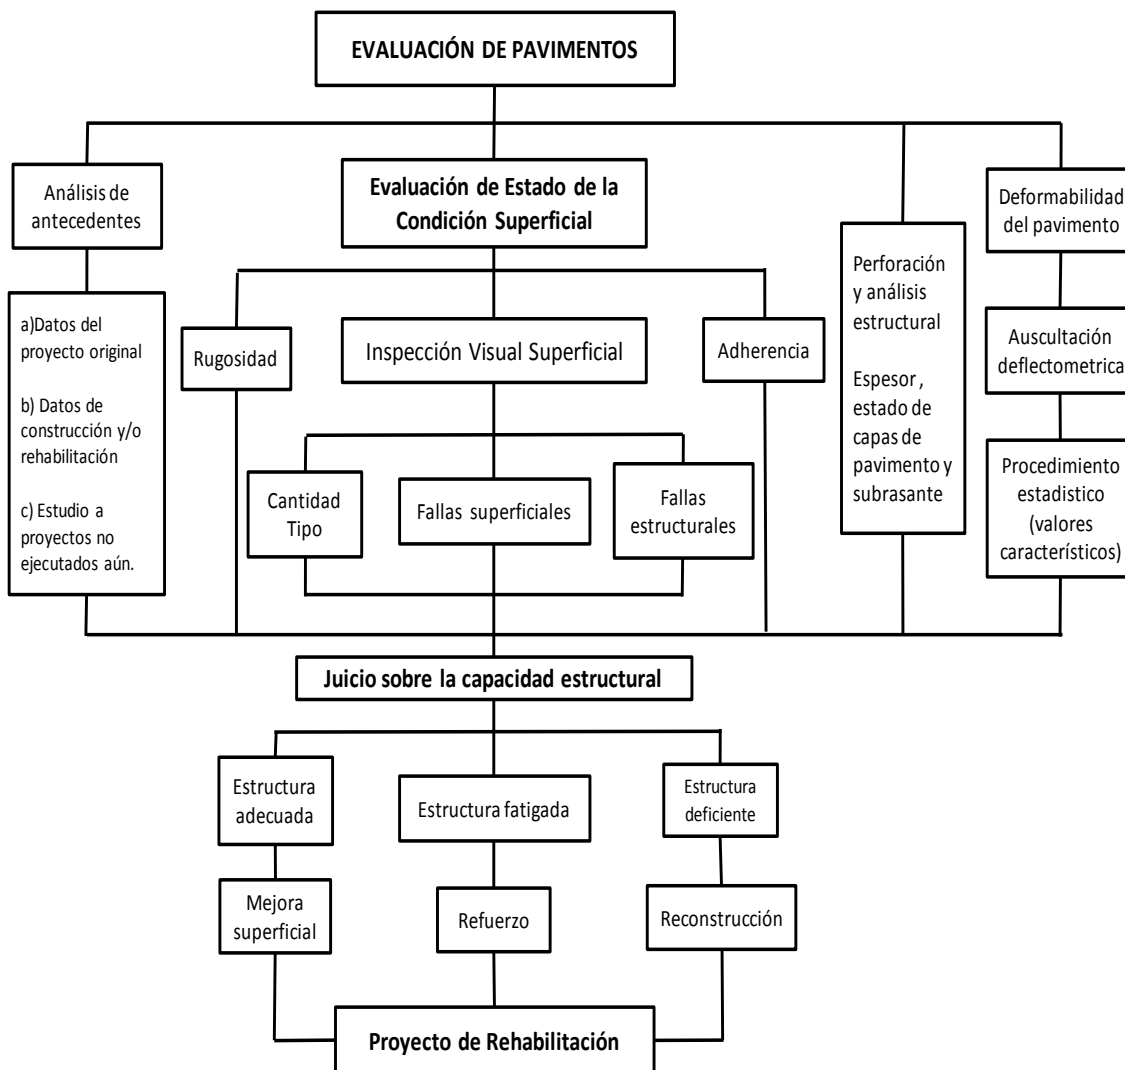 EVALUACIÓN DE PAVIMENTOS
Análisis de
antecedentes
Evaluación de Estado de la
Condición Superficial
Deformabilidad
del pavimento
a)Datos del
proyecto original
b) Datos de
construcción y/o
rehabilitación
c) Estudio a
proyectos no
ejecutados aún.
Rugosidad
Inspección Visual Superficial
Adherencia
Perforación
y análisis
estructural
Espesor ,
estado de
capas de
pavimento y
subrasante
Auscultación
deflectometrica
Cantidad
Tipo
Fallas superficiales
Fallas
estructurales
Procedimiento
estadistico
(valores
característicos)
Juicio sobre la capacidad estructural
Estructura
adecuada
Estructura fatigada
Estructura
deficiente
Mejora
superficial
Refuerzo
Reconstrucción
Proyecto de Rehabilitación